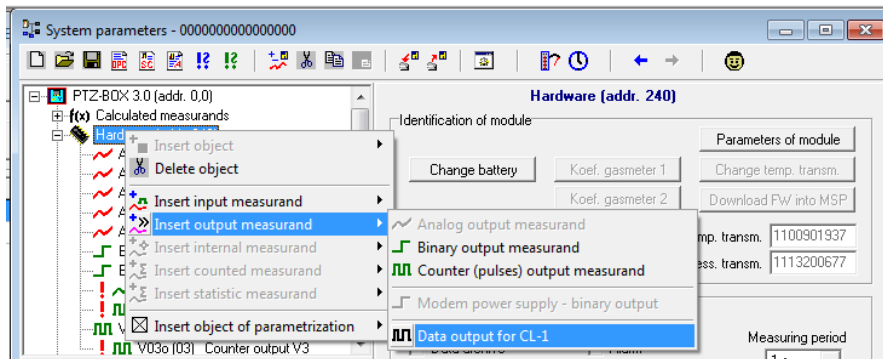 System parameters - 0000000000000000
PTZ-BOX 3.0 (addr. 0,0)
f(x) Calculated measurands
Hardware (addr. 240)
Identification of module
Parameters of module
Insert object
Delete object
Change battery
Koef. gasmeter 1
Change temp. transm.
Insert input measurand
Koef. gasmeter 2
Download FW into MSP
Insert output measurand
Analog output measurand
mp. transm. 1100901937
Insert internal measurand
Binary output measurand
ess. transm. 1113200677
Insert counted measurand
Counter (pulses) output measurand
Insert statistic measurand
Modem power supply - binary output
Insert object of parametrization
Data output for CL-1
Measuring period
V03o (03) Counter output V3